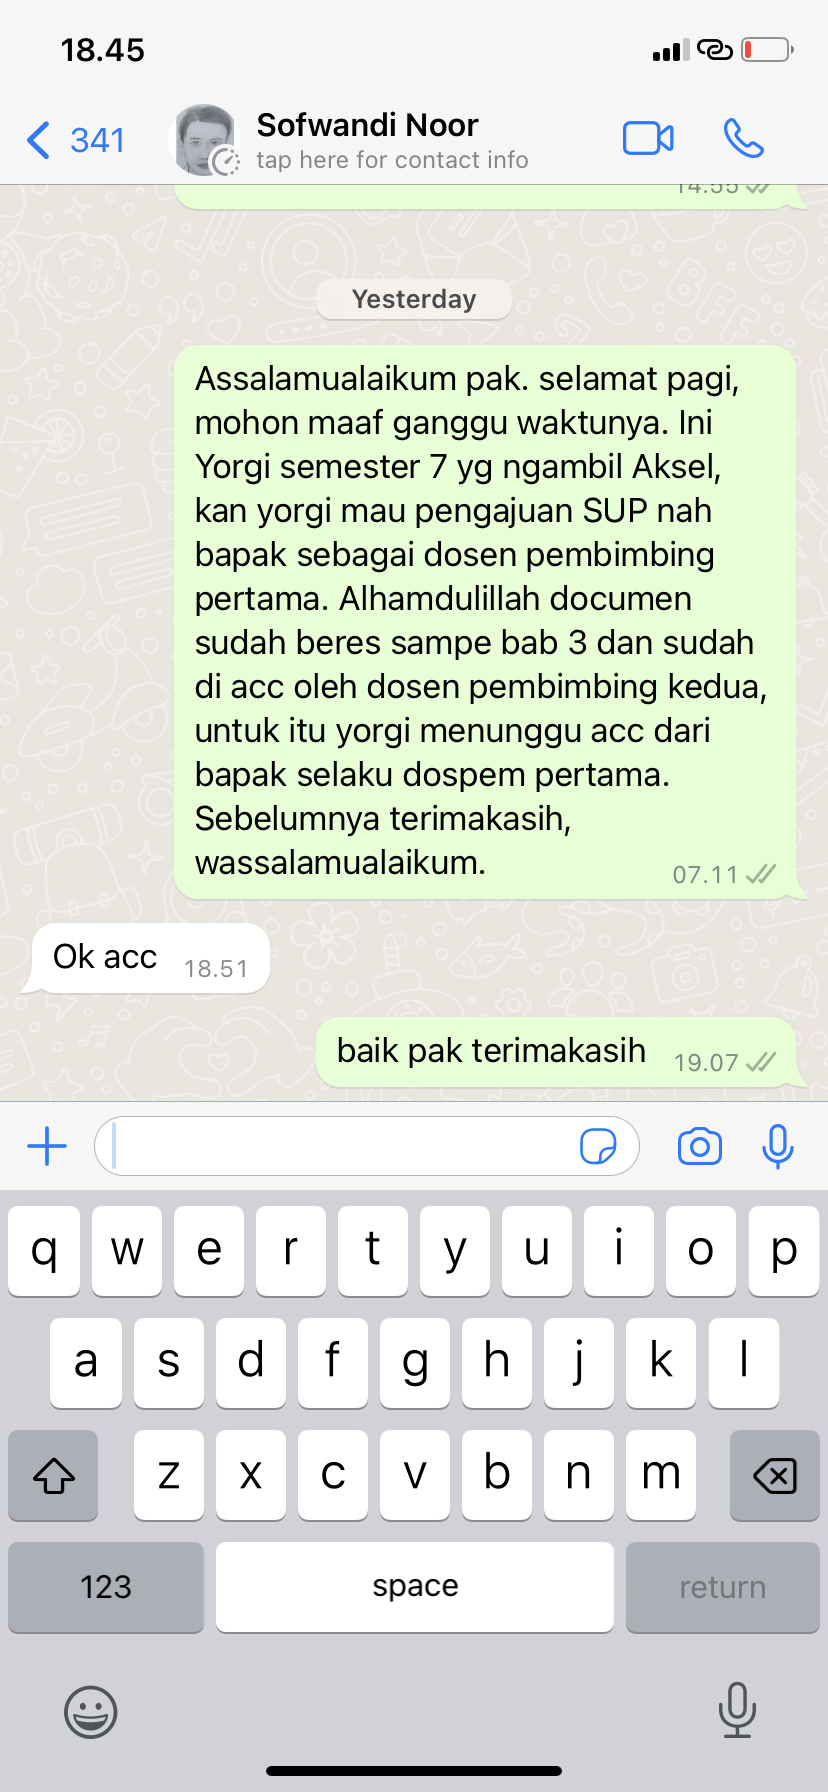 18.45
341
Sofwandi Noor
tap here for contact info
14.55
Yesterday
Assalamualaikum pak. selamat pagi,
mohon maaf ganggu waktunya. Ini
Yorgi semester 7 yg ngambil Aksel,
kan yorgi mau pengajuan SUP nah
bapak sebagai dosen pembimbing
pertama. Alhamdulillah documen
sudah beres sampe bab 3 dan sudah
di acc oleh dosen pembimbing kedua,
untuk itu yorgi menunggu acc dari
bapak selaku dospem pertama.
Sebelumnya terimakasih,
wassalamualaikum.
07.11
Ok acc 18.51
baik pak terimakasih 19.07
q w e r t y u i o p
a s d f g h j k l
z x c v b n m
123 space return